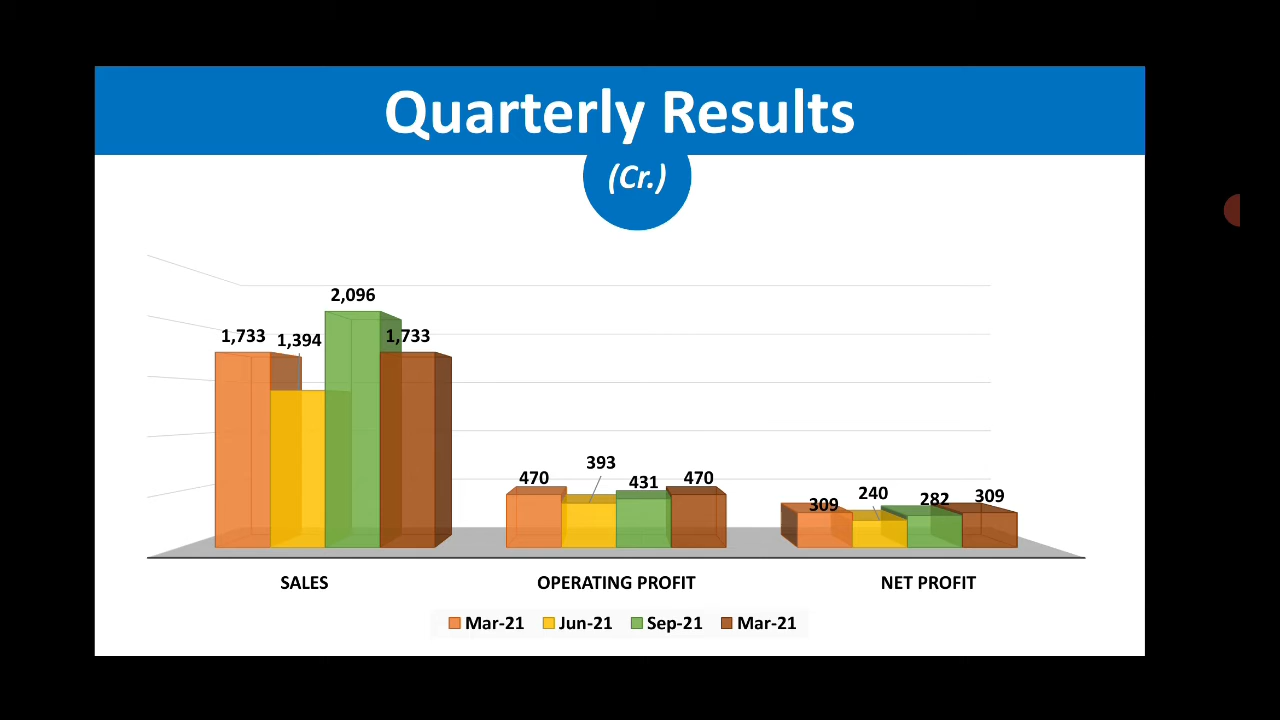 Quarterly Results
(Cr.)
2,096
1,733 1,394 1,733
470 393 431 470
309 240 282 309
SALES OPERATING PROFIT NET PROFIT
Mar-21 Jun-21 Sep-21 Mar-21